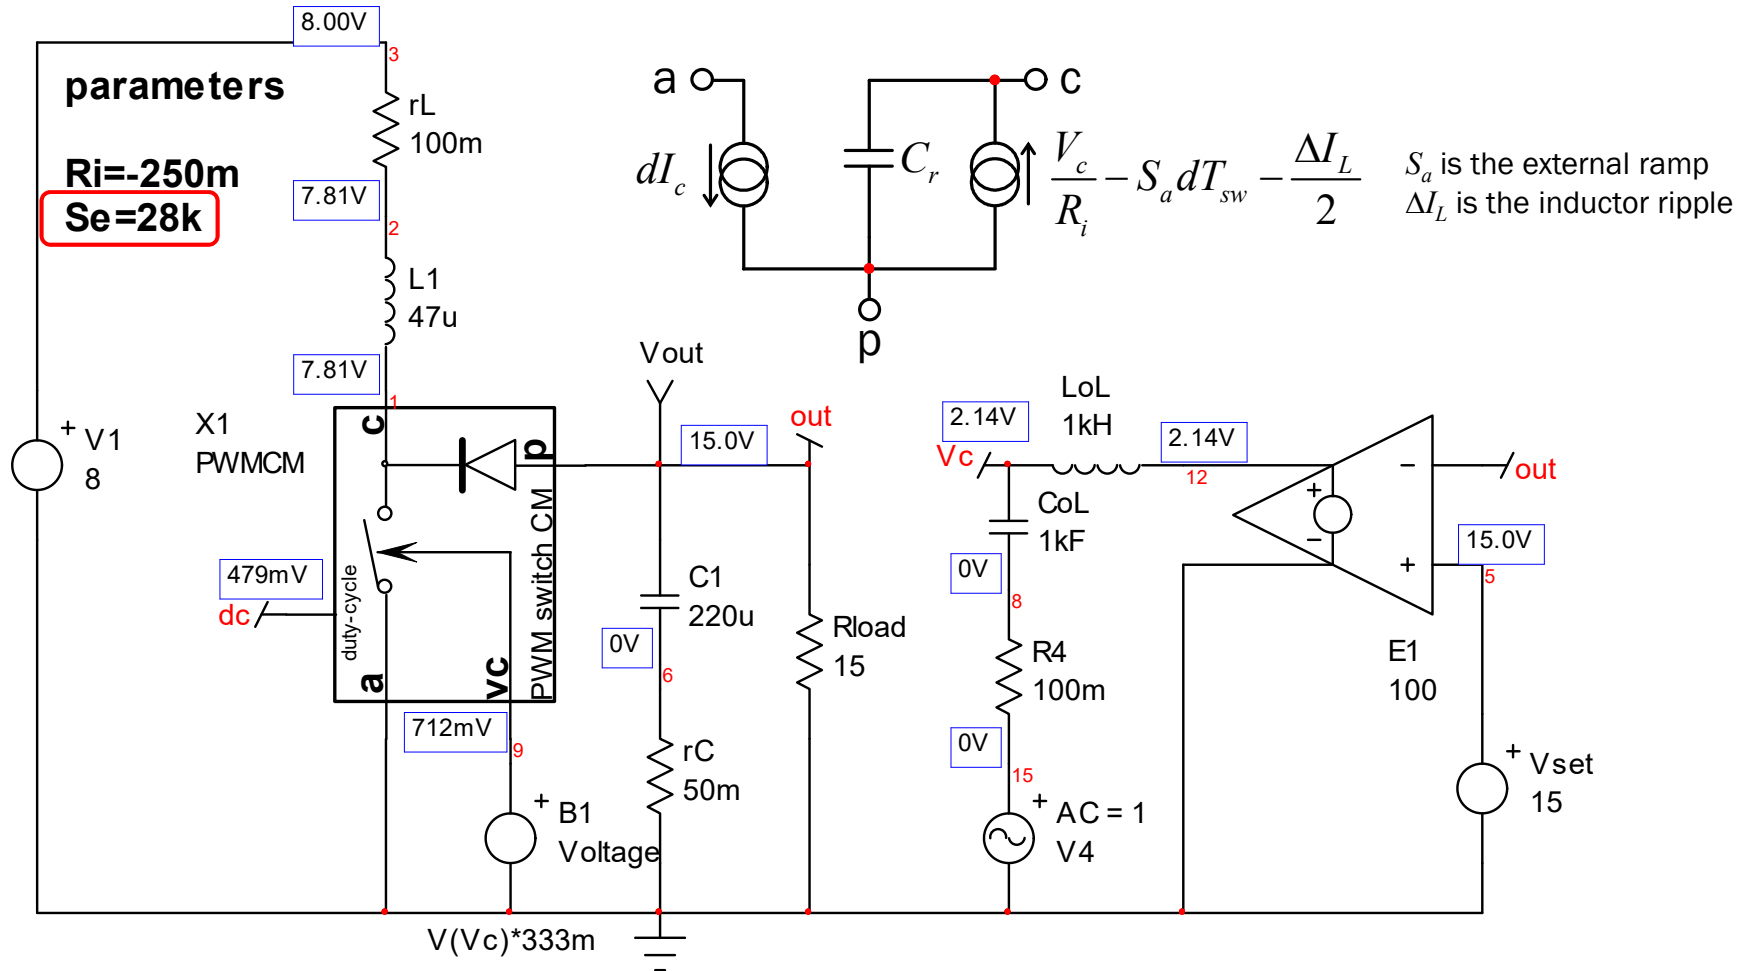 8.00V
3
parameters
rL
100m
Ri=-250m
Se=28k
7.81V
2
L1
47u
7.81V
1
a
c
dI_c
C_r
V_c/R_i − S_a dT_sw − ΔI_L/2
p
S_a is the external ramp
ΔI_L is the inductor ripple
+ V1
8
X1
PWMCM
c
p
PWM switch CM
duty-cycle
a
vc
479mV
dc
712mV
9
+ B1
Voltage
V(Vc)*333m
Vout
15.0V
out
C1
220u
0V
6
rC
50m
Rload
15
2.14V
Vc
LoL
1kH
2.14V
12
CoL
1kF
0V
8
R4
100m
0V
15
+ AC = 1
V4
+
−
−
+
out
15.0V
5
E1
100
+ Vset
15